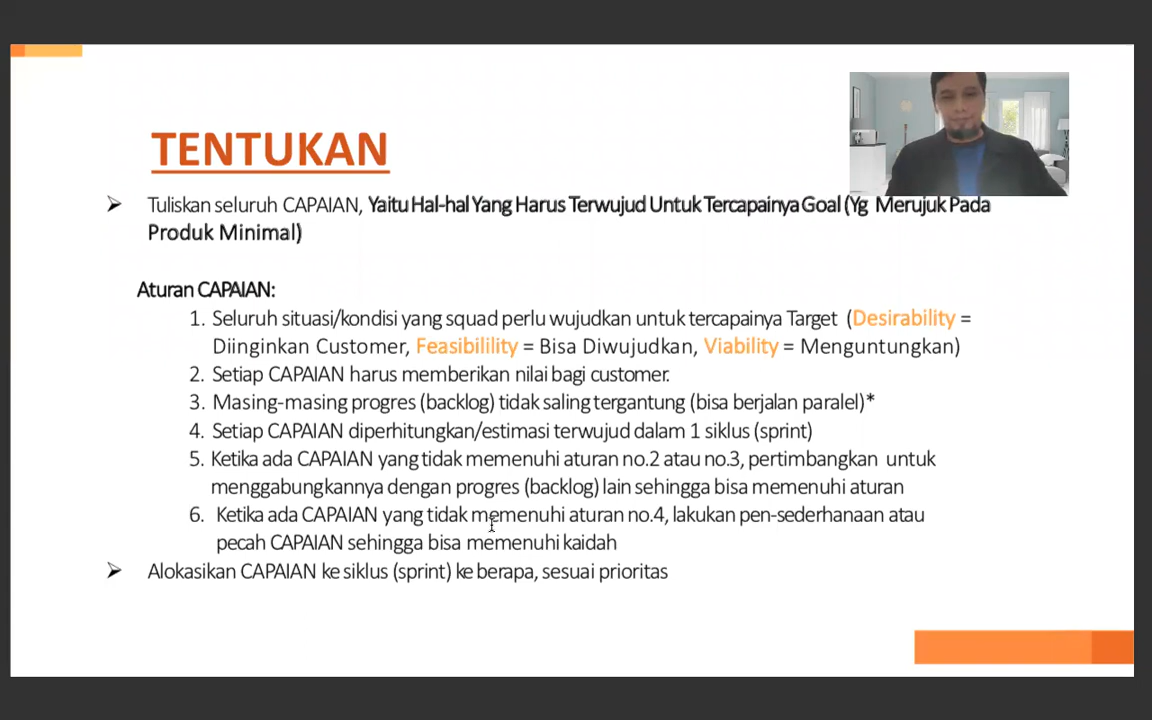 TENTUKAN
➤ Tuliskan seluruh CAPAIAN, Yaitu Hal-hal Yang Harus Terwujud Untuk Tercapainya Goal (Yg Merujuk Pada
Produk Minimal)
Aturan CAPAIAN:
1. Seluruh situasi/kondisi yang squad perlu wujudkan untuk tercapainya Target (Desirability =
Diinginkan Customer, Feasibilility = Bisa Diwujudkan, Viability = Menguntungkan)
2. Setiap CAPAIAN harus memberikan nilai bagi customer.
3. Masing-masing progres (backlog) tidak saling tergantung (bisa berjalan paralel)*
4. Setiap CAPAIAN diperhitungkan/estimasi terwujud dalam 1 siklus (sprint)
5. Ketika ada CAPAIAN yang tidak memenuhi aturan no.2 atau no.3, pertimbangkan untuk
menggabungkannya dengan progres (backlog) lain sehingga bisa memenuhi aturan
6. Ketika ada CAPAIAN yang tidak memenuhi aturan no.4, lakukan pen-sederhanaan atau
pecah CAPAIAN sehingga bisa memenuhi kaidah
➤ Alokasikan CAPAIAN ke siklus (sprint) ke berapa, sesuai prioritas